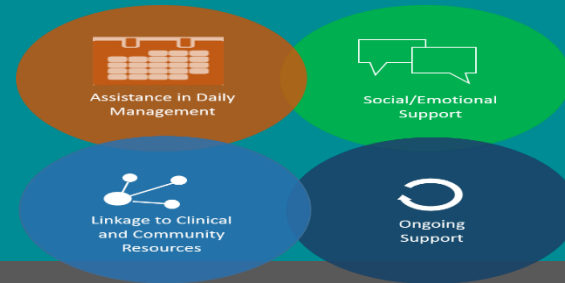 Assistance in Daily
Management
Social/Emotional
Support
Linkage to Clinical
and Community
Resources
Ongoing
Support